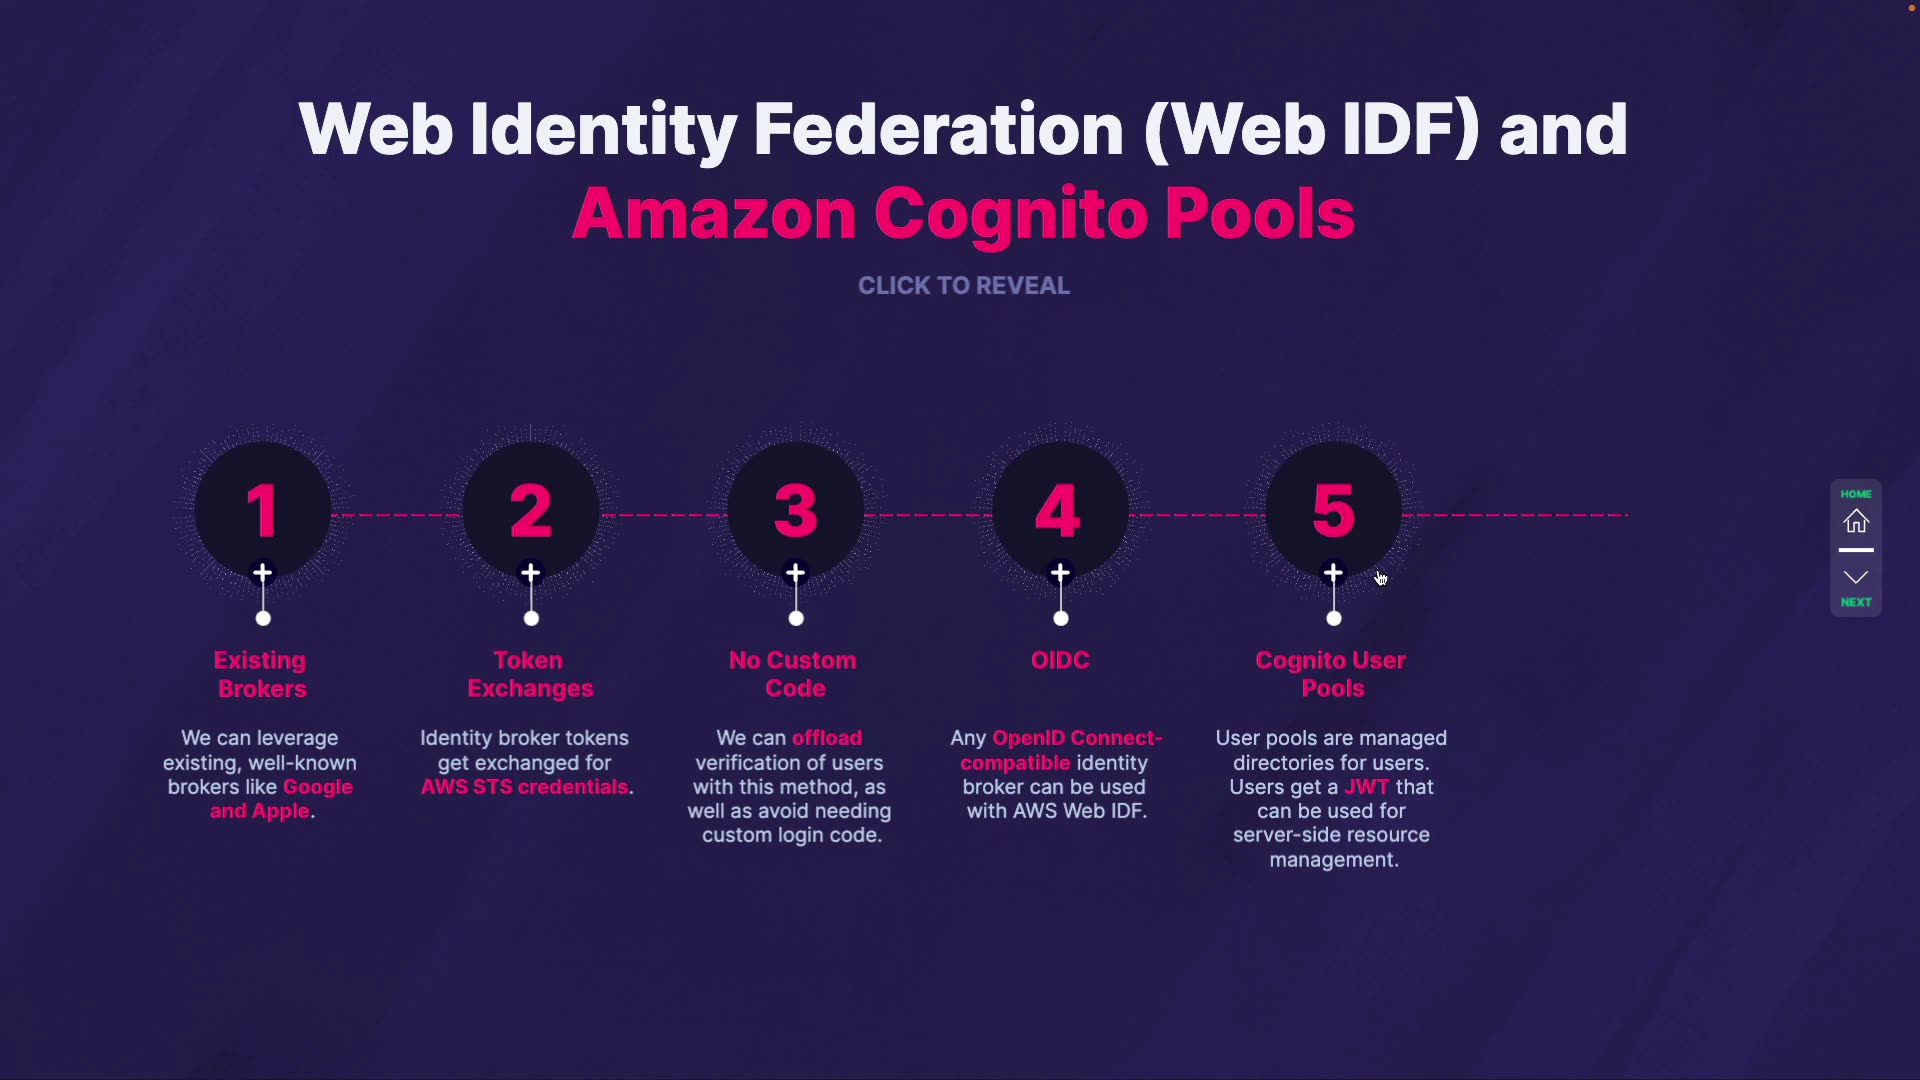 Web Identity Federation (Web IDF) and
Amazon Cognito Pools
CLICK TO REVEAL
1
2
3
4
5
Existing
Brokers
We can leverage
existing, well-known
brokers like Google
and Apple.
Token
Exchanges
Identity broker tokens
get exchanged for
AWS STS credentials.
No Custom
Code
We can offload
verification of users
with this method, as
well as avoid needing
custom login code.
OIDC
Any OpenID Connect-
compatible identity
broker can be used
with AWS Web IDF.
Cognito User
Pools
User pools are managed
directories for users.
Users get a JWT that
can be used for
server-side resource
management.
HOME
NEXT